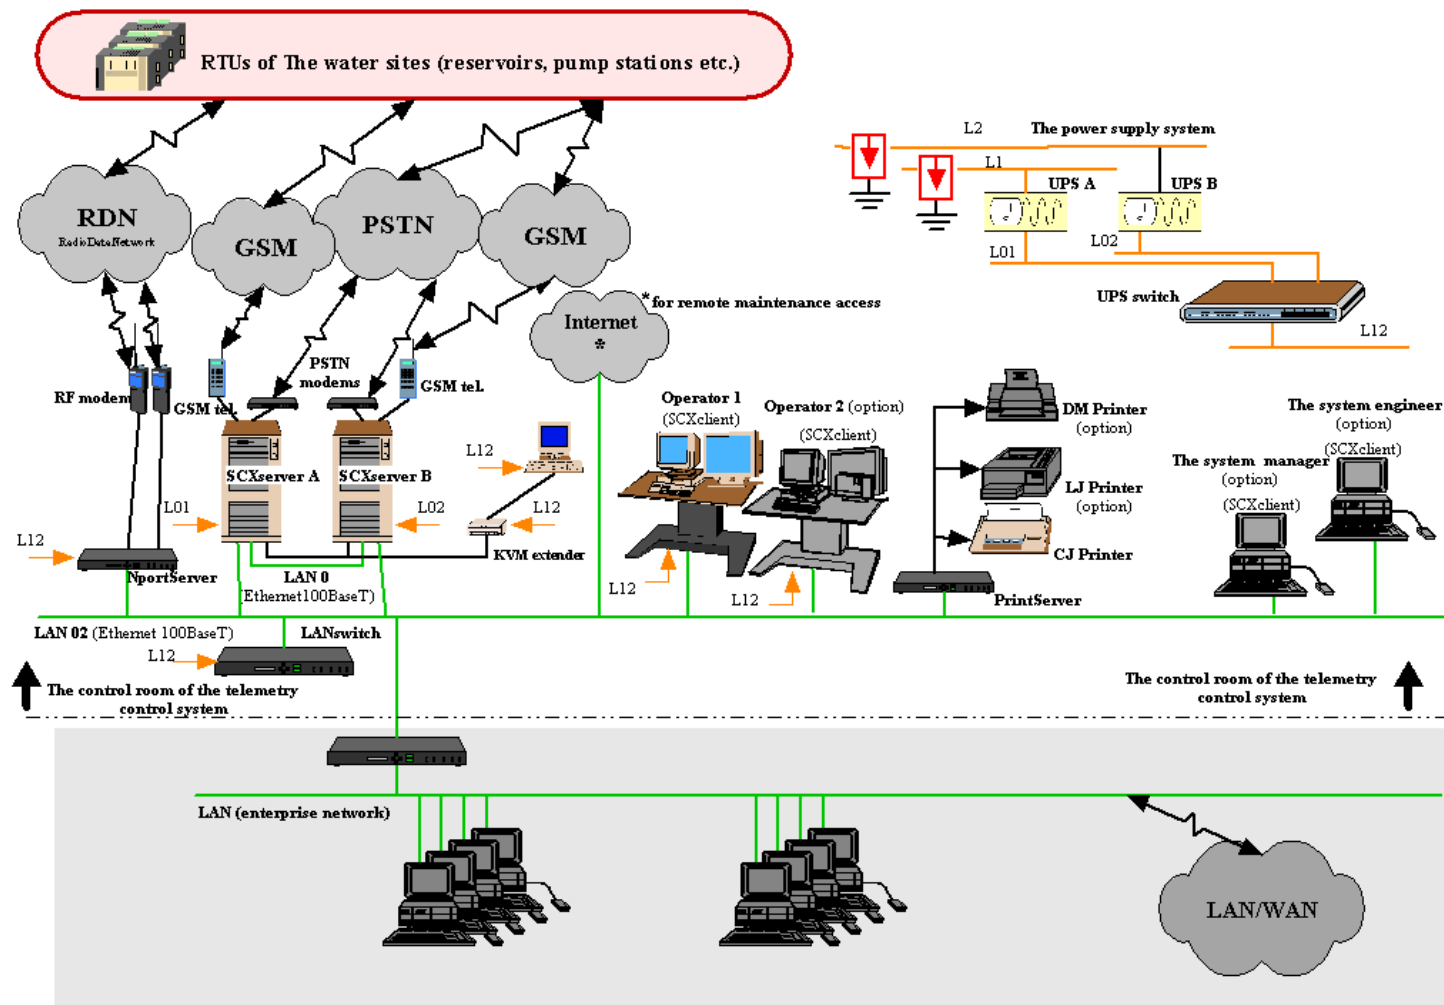 RTUs of The water sites (reservoirs, pump stations etc.)
L2
The power supply system
L1
UPS A
UPS B
RDN
RadioDataNetwork
GSM
PSTN
GSM
L01
L02
UPS switch
L12
Internet
*
*for remote maintenance access
RF modem
GSM tel.
PSTN
modems
GSM tel.
SCXserver A
SCXserver B
L12
L01
L02
L12
KVM extender
L12
NportServer
LAN 0
(Ethernet100BaseT)
Operator 1
(SCXclient)
Operator 2 (option)
(SCXclient)
L12
L12
DM Printer
(option)
LJ Printer
(option)
CJ Printer
PrintServer
The system engineer
(option)
(SCXclient)
The system manager
(option)
(SCXclient)
LAN 02 (Ethernet 100BaseT)
LANswitch
L12
The control room of the telemetry
control system
The control room of the telemetry
control system
LAN (enterprise network)
LAN/WAN